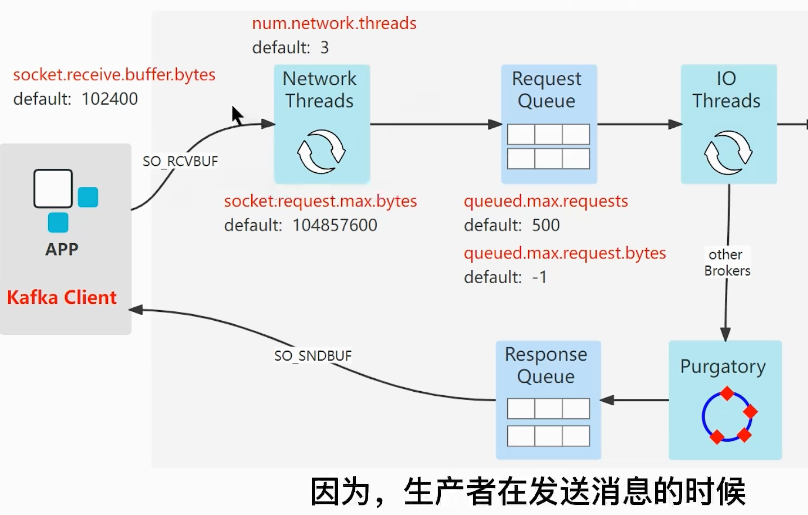 num.network.threads
default: 3
socket.receive.buffer.bytes
default: 102400
Network
Threads
Request
Queue
IO
Threads
SO_RCVBUF
APP
Kafka Client
socket.request.max.bytes
default: 104857600
queued.max.requests
default: 500
queued.max.request.bytes
default: -1
other
Brokers
SO_SNDBUF
Response
Queue
Purgatory
因为，生产者在发送消息的时候